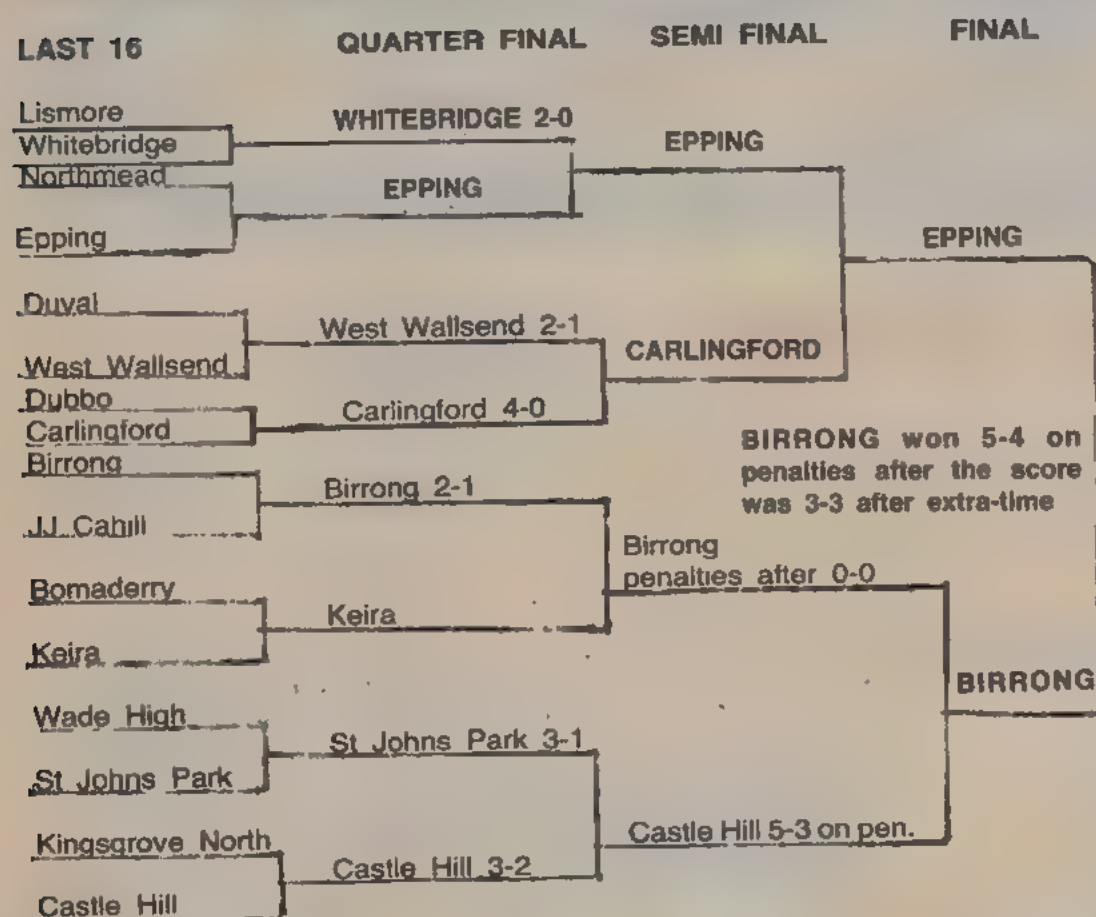 LAST 16
QUARTER FINAL
SEMI FINAL
FINAL
Lismore
Whitebridge
Northmead
Epping
Duval
West Wallsend
Dubbo
Carlingford
Birrong
JJ Cahill
Bomaderry
Keira
Wade High
St Johns Park
Kingsgrove North
Castle Hill
WHITEBRIDGE 2-0
EPPING
West Wallsend 2-1
Carlingford 4-0
Birrong 2-1
Keira
St Johns Park 3-1
Castle Hill 3-2
EPPING
CARLINGFORD
Birrong
penalties after 0-0
Castle Hill 5-3 on pen.
EPPING
BIRRONG won 5-4 on
penalties after the score
was 3-3 after extra-time
BIRRONG